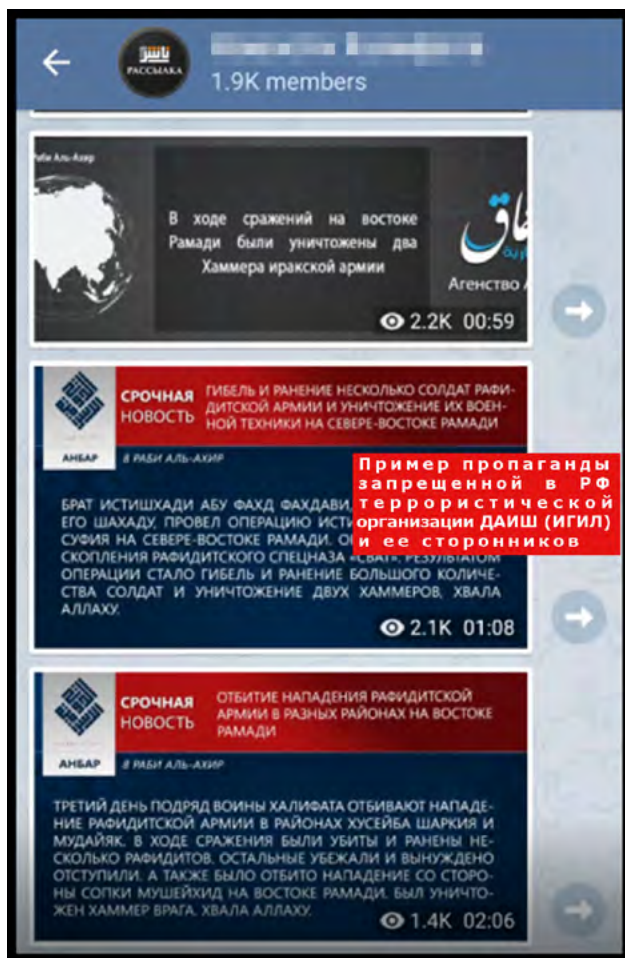 ناشر
РАССЫЛКА
1.9K members
Раби Аль-Ахир
В ходе сражений на востоке
Рамади были уничтожены два
Хаммера иракской армии
Агенство
2.2K 00:59
СРОЧНАЯ
НОВОСТЬ
ГИБЕЛЬ И РАНЕНИЕ НЕСКОЛЬКО СОЛДАТ РАФИ-
ДИТСКОЙ АРМИИ И УНИЧТОЖЕНИЕ ИХ ВОЕН-
НОЙ ТЕХНИКИ НА СЕВЕРЕ-ВОСТОКЕ РАМАДИ
АНБАР
8 РАБИ АЛЬ-АХИР
Пример пропаганды
запрещенной в РФ
террористической
организации ДАИШ (ИГИЛ)
и ее сторонников
БРАТ ИСТИШХАДИ АБУ ФАХД ФАХДАВИ,
ЕГО ШАХАДУ, ПРОВЕЛ ОПЕРАЦИЮ
СУФИЯ НА СЕВЕРЕ-ВОСТОКЕ РАМАДИ.
СКОПЛЕНИЯ РАФИДИТСКОГО СПЕЦНАЗА «СВАТ». РЕЗУЛЬТАТОМ
ОПЕРАЦИИ СТАЛО ГИБЕЛЬ И РАНЕНИЕ БОЛЬШОГО КОЛИЧЕ-
СТВА СОЛДАТ И УНИЧТОЖЕНИЕ ДВУХ ХАММЕРОВ, ХВАЛА
АЛЛАХУ.
2.1K 01:08
СРОЧНАЯ
НОВОСТЬ
ОТБИТИЕ НАПАДЕНИЯ РАФИДИТСКОЙ
АРМИИ В РАЗНЫХ РАЙОНАХ НА ВОСТОКЕ
РАМАДИ
АНБАР
8 РАБИ АЛЬ-АХИР
ТРЕТИЙ ДЕНЬ ПОДРЯД ВОИНЫ ХАЛИФАТА ОТБИВАЮТ НАПАДЕ-
НИЕ РАФИДИТСКОЙ АРМИИ В РАЙОНАХ ХУСЕЙБА ШАРКИЯ И
МУДАЙЯК. В ХОДЕ СРАЖЕНИЯ БЫЛИ УБИТЫ И РАНЕНЫ НЕ-
СКОЛЬКО РАФИДИТОВ, ОСТАЛЬНЫЕ УБЕЖАЛИ И ВЫНУЖДЕНО
ОТСТУПИЛИ. А ТАКЖЕ БЫЛО ОТБИТО НАПАДЕНИЕ СО СТОРО-
НЫ СОПКИ МУШЕЙХИД НА ВОСТОКЕ РАМАДИ. БЫЛ УНИЧТО-
ЖЕН ХАММЕР ВРАГА. ХВАЛА АЛЛАХУ.
1.4K 02:06